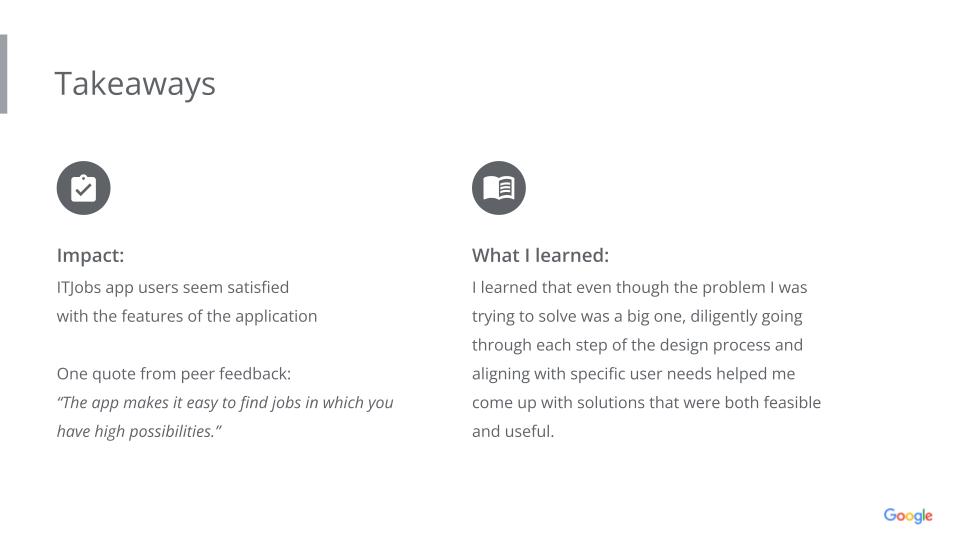 Takeaways
Impact:
ITJobs app users seem satisfied
with the features of the application
One quote from peer feedback:
“The app makes it easy to find jobs in which you
have high possibilities.”
What I learned:
I learned that even though the problem I was
trying to solve was a big one, diligently going
through each step of the design process and
aligning with specific user needs helped me
come up with solutions that were both feasible
and useful.
Google